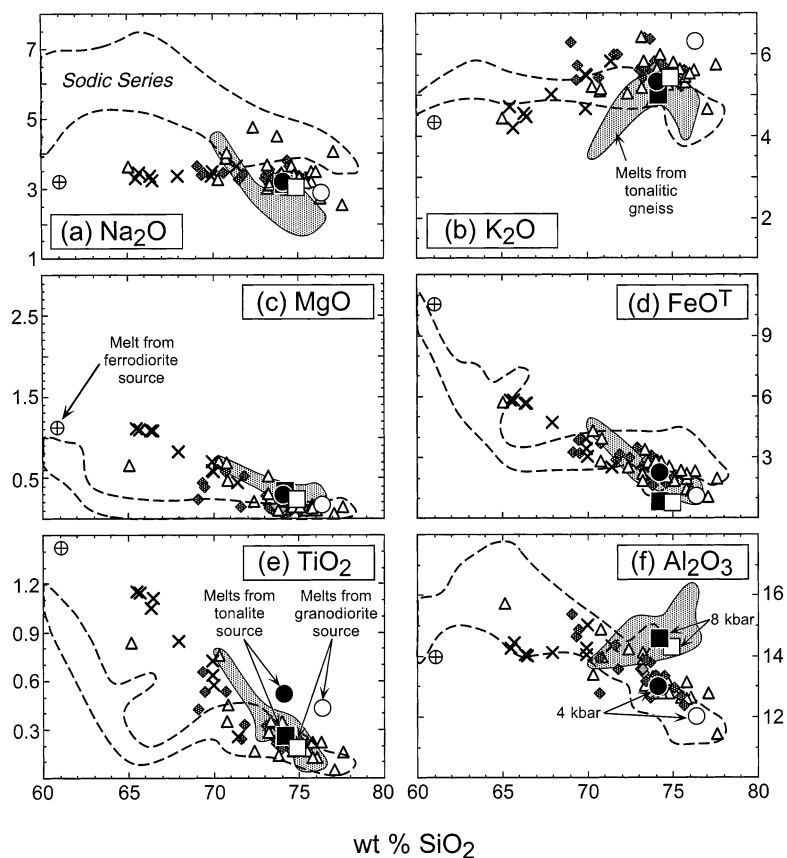 7
5
3
1
Sodic Series
(a) Na2O
6
4
2
Melts from
tonalitic
gneiss
(b) K2O
2.5
1.5
0.5
(c) MgO
Melt from
ferrodiorite
source
9
6
3
(d) FeOT
1.2
0.9
0.6
0.3
(e) TiO2
Melts from
tonalite
source
Melts from
granodiorite
source
60 65 70 75 80
16
14
12
(f) Al2O3
8 kbar
4 kbar
60 65 70 75 80
wt % SiO2